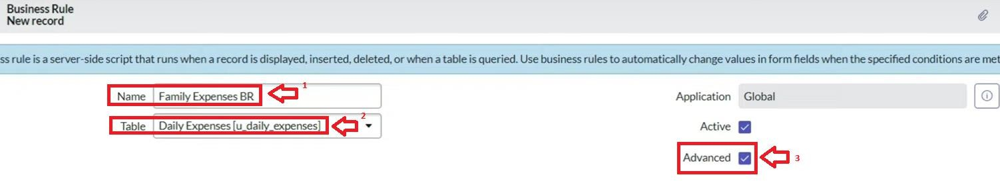 Business Rule
New record
ss rule is a server-side script that runs when a record is displayed, inserted, deleted, or when a table is queried. Use business rules to automatically change values in form fields when the specified conditions are met
Name Family Expenses BR 1
Application Global
Table Daily Expenses [u_daily_expenses] 2
Active
Advanced 3